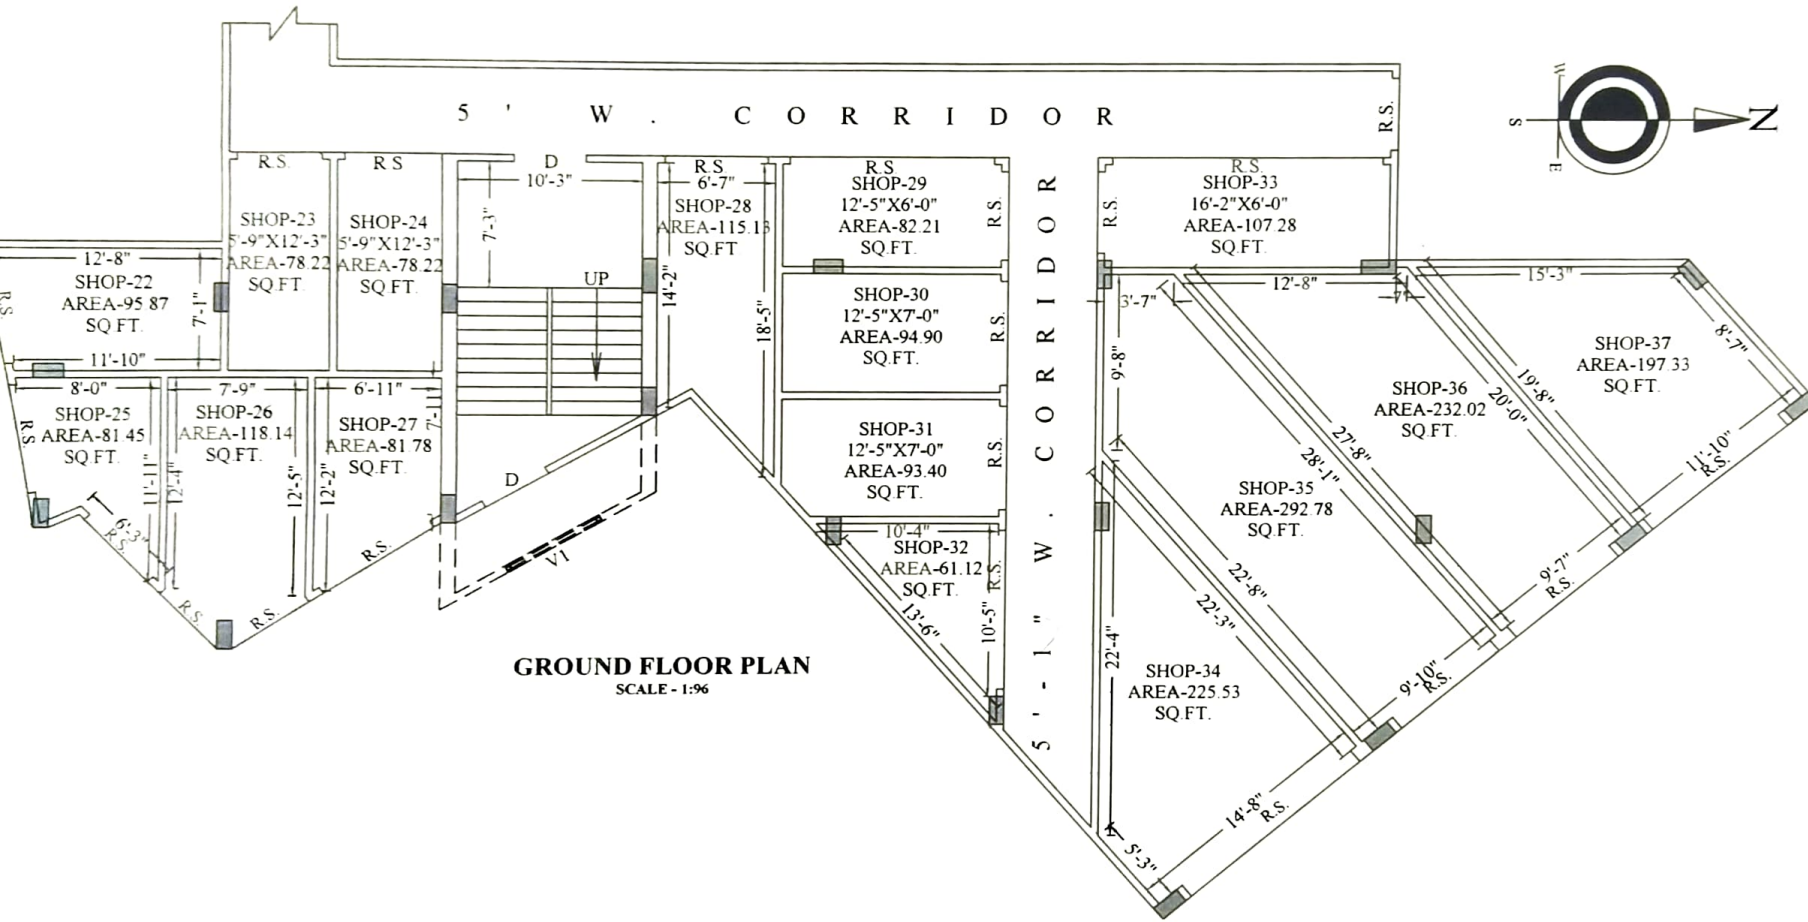 5' W. CORRIDOR
R.S.
W
S
N
E
R.S.
R.S
D
10'-3"
7'-3"
UP
R.S.
6'-7"
SHOP-28
AREA-115.13
SQ.FT
14'-2"
18'-5"
R.S
SHOP-29
12'-5"X6'-0"
AREA-82.21
SQ.FT.
R.S.
R.S.
R.S.
SHOP-33
16'-2"X6'-0"
AREA-107.28
SQ.FT.
SHOP-23
5'-9"X12'-3"
AREA-78.22
SQ.FT.
SHOP-24
5'-9"X12'-3"
AREA-78.22
SQ.FT.
12'-8"
SHOP-22
AREA-95.87
SQ.FT.
R.S.
7'-1"
11'-10"
SHOP-30
12'-5"X7'-0"
AREA-94.90
SQ.FT.
R.S.
SHOP-31
12'-5"X7'-0"
AREA-93.40
SQ.FT.
R.S.
5'-1" W. CORRIDOR
3'-7"
9'-8"
12'-8"
7"
15'-3"
8'-7"
SHOP-37
AREA-197.33
SQ.FT.
19'-8"
20'-0"
11'-10"
R.S.
SHOP-36
AREA-232.02
SQ.FT.
27'-8"
28'-1"
9'-7"
R.S.
SHOP-35
AREA-292.78
SQ.FT.
22'-8"
22'-3"
9'-10"
R.S.
SHOP-34
AREA-225.53
SQ.FT.
22'-4"
14'-8"
R.S.
5'-3"
8'-0"
SHOP-25
AREA-81.45
SQ.FT.
R.S.
11'-11"
6'-3"
R.S.
7'-9"
SHOP-26
AREA-118.14
SQ.FT.
12'-4"
12'-5"
R.S.
R.S.
6'-11"
SHOP-27
AREA-81.78
SQ.FT.
7'-11"
12'-2"
R.S.
D
V1
10'-4"
SHOP-32
AREA-61.12
SQ.FT.
R.S.
13'-6"
10'-5"
GROUND FLOOR PLAN
SCALE - 1:96